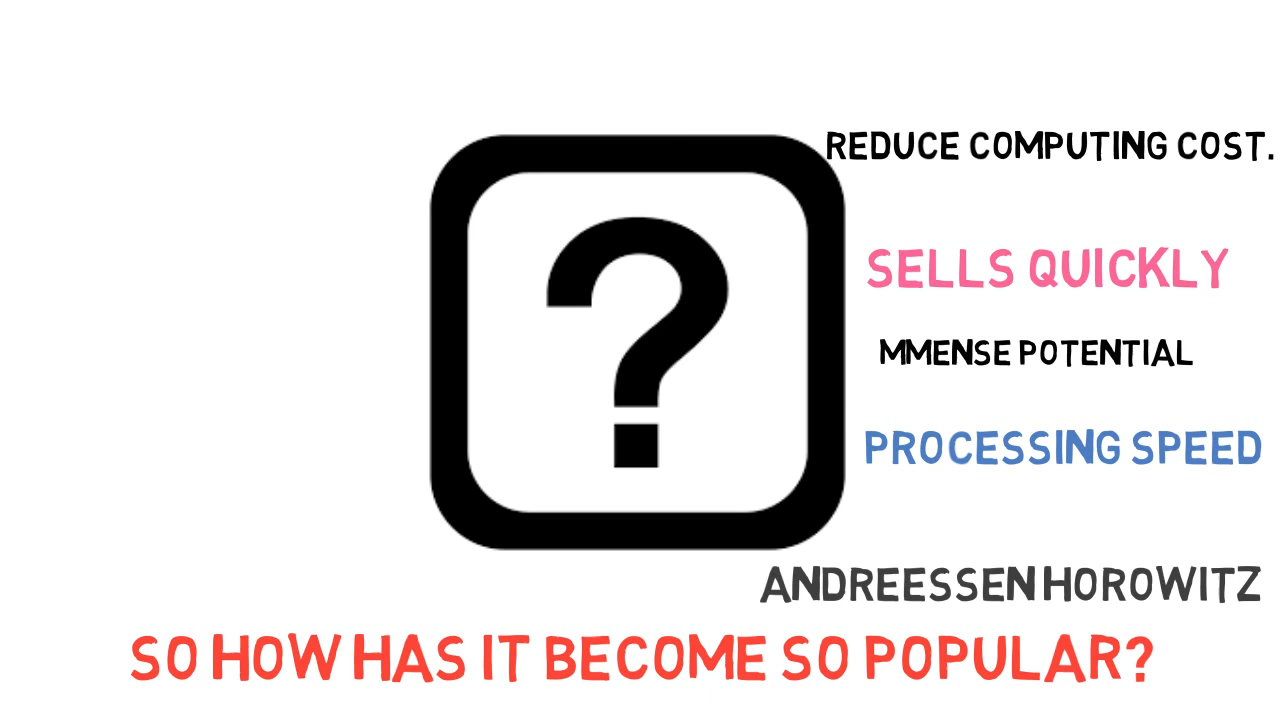 REDUCE COMPUTING COST.
?
SELLS QUICKLY
MMENSE POTENTIAL
PROCESSING SPEED
ANDREESSEN HOROWITZ
SO HOW HAS IT BECOME SO POPULAR?